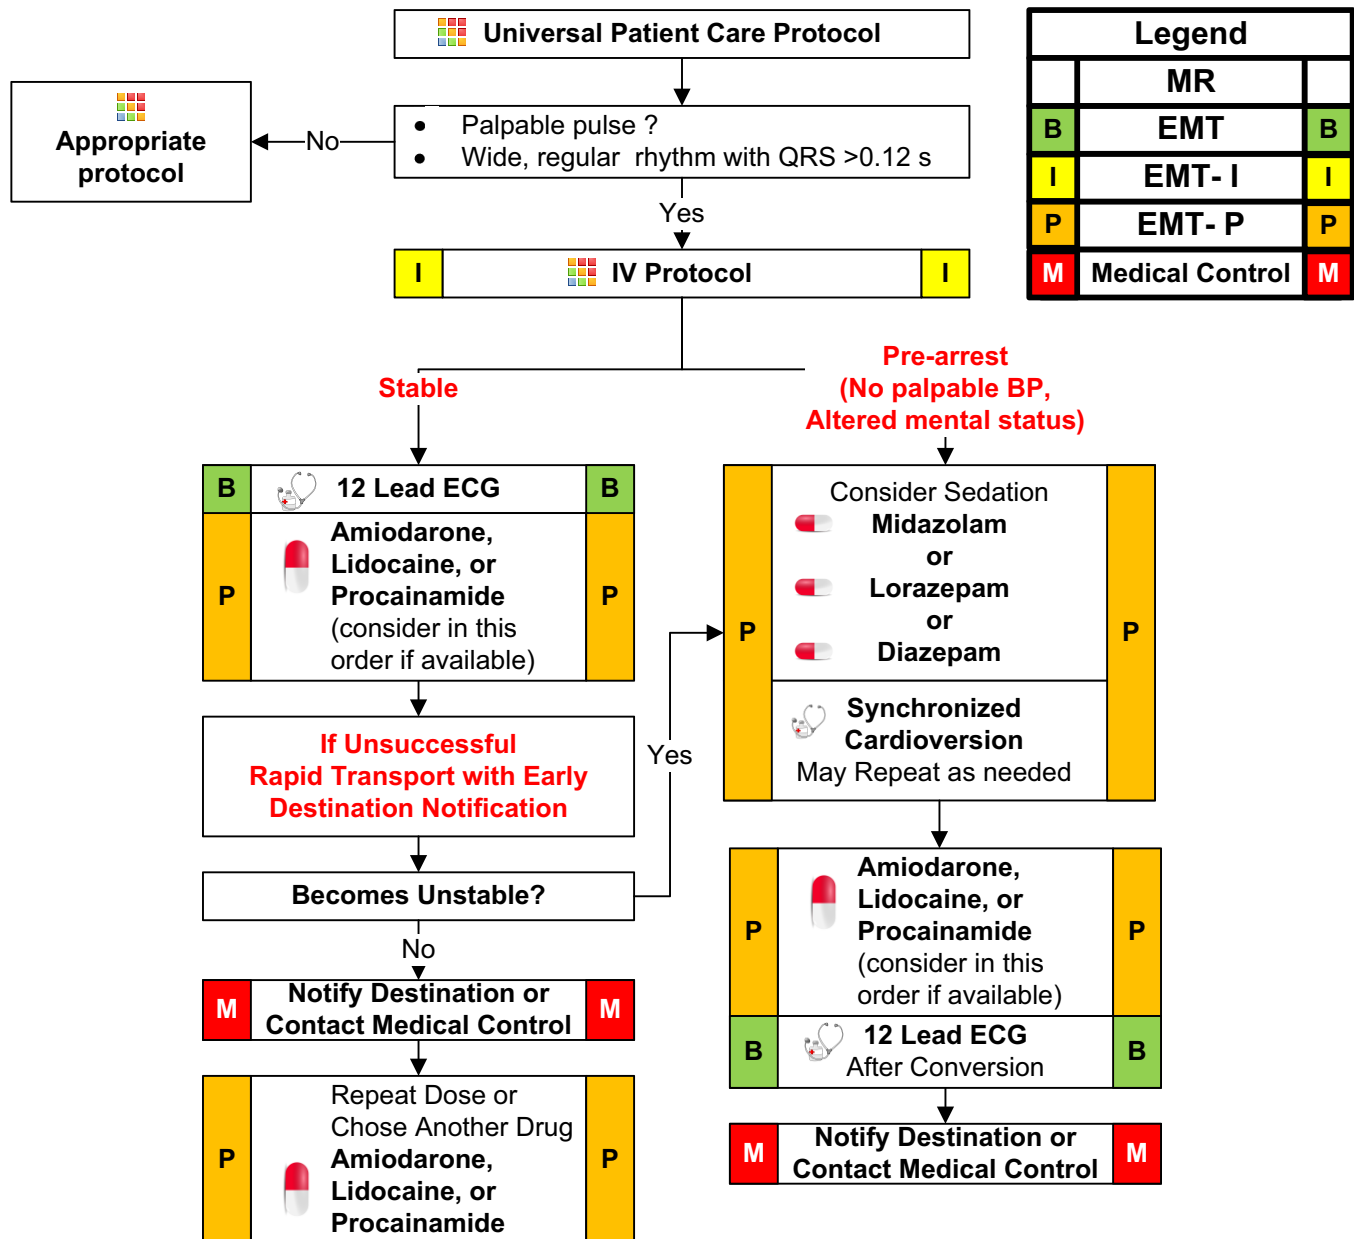 Universal Patient Care Protocol
Legend
MR
B EMT B
I EMT- I I
P EMT- P P
M Medical Control M
Appropriate
protocol
No
• Palpable pulse ?
• Wide, regular rhythm with QRS >0.12 s
Yes
I IV Protocol I
Stable
Pre-arrest
(No palpable BP,
Altered mental status)
B 12 Lead ECG B
P P
Amiodarone,
Lidocaine, or
Procainamide
(consider in this
order if available)
If Unsuccessful
Rapid Transport with Early
Destination Notification
Becomes Unstable?
Yes
No
M M
Notify Destination or
Contact Medical Control
P P
Repeat Dose or
Chose Another Drug
Amiodarone,
Lidocaine, or
Procainamide
P P
Consider Sedation
Midazolam
or
Lorazepam
or
Diazepam
Synchronized
Cardioversion
May Repeat as needed
P P
Amiodarone,
Lidocaine, or
Procainamide
(consider in this
order if available)
B B
12 Lead ECG
After Conversion
M M
Notify Destination or
Contact Medical Control